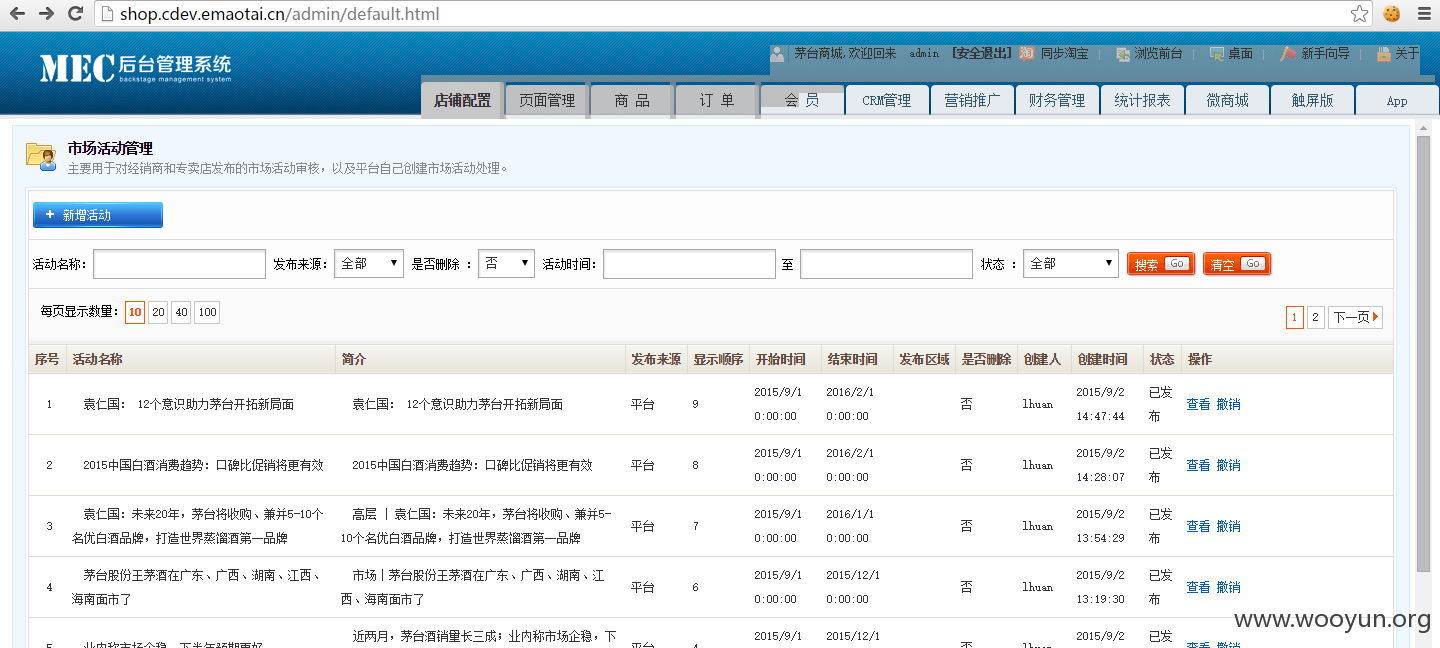 shop.cdev.emaotai.cn/admin/default.html
MEC 后台管理系统
backstage management system
茅台商城, 欢迎回来 admin [安全退出] 同步淘宝 | 浏览前台 | 桌面 | 新手向导 | 关于
店铺配置 页面管理 商 品 订 单 会 员 CRM管理 营销推广 财务管理 统计报表 微商城 触屏版 App
市场活动管理
主要用于对经销商和专卖店发布的市场活动审核，以及平台自己创建市场活动处理。
+ 新增活动
活动名称: 发布来源: 全部 是否删除 : 否 活动时间: 至 状态 : 全部 搜索 Go 清空 Go
每页显示数量: 10 20 40 100
1 2 下一页
序号 活动名称 简介 发布来源 显示顺序 开始时间 结束时间 发布区域 是否删除 创建人 创建时间 状态 操作
1 袁仁国： 12个意识助力茅台开拓新局面 袁仁国： 12个意识助力茅台开拓新局面 平台 9 2015/9/1 0:00:00 2016/2/1 0:00:00 否 lhuan 2015/9/2 14:47:44 已发布 查看 撤销
2 2015中国白酒消费趋势：口碑比促销将更有效 2015中国白酒消费趋势：口碑比促销将更有效 平台 8 2015/9/1 0:00:00 2016/2/1 0:00:00 否 lhuan 2015/9/2 14:28:07 已发布 查看 撤销
3 袁仁国：未来20年，茅台将收购、兼并5-10个名优白酒品牌，打造世界蒸馏酒第一品牌 高层 | 袁仁国：未来20年，茅台将收购、兼并5-10个名优白酒品牌，打造世界蒸馏酒第一品牌 平台 7 2015/9/1 0:00:00 2016/1/1 0:00:00 否 lhuan 2015/9/2 13:54:29 已发布 查看 撤销
4 茅台股份王茅酒在广东、广西、湖南、江西、海南面市了 市场|茅台股份王茅酒在广东、广西、湖南、江西、海南面市了 平台 6 2015/9/1 0:00:00 2015/12/1 0:00:00 否 lhuan 2015/9/2 13:19:30 已发布 查看 撤销
近两月，茅台酒销量长三成；业内称市场企稳，下 2015/9/1 2015/12/1 2015/9/2 已发
www.wooyun.org